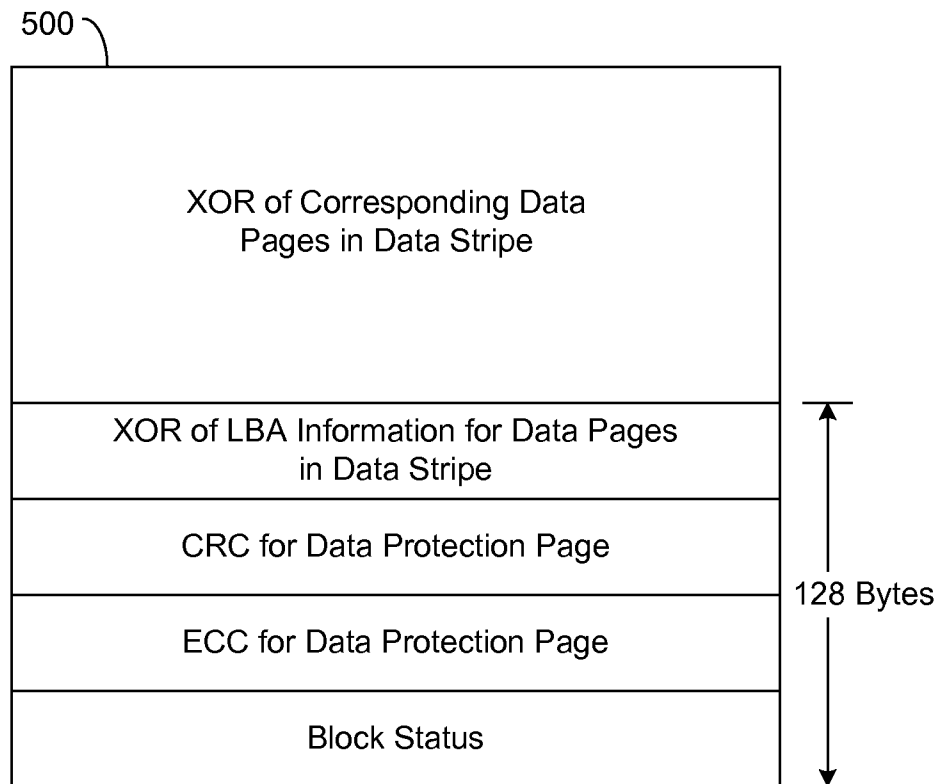 500
XOR of Corresponding Data
Pages in Data Stripe
XOR of LBA Information for Data Pages
in Data Stripe
CRC for Data Protection Page
128 Bytes
ECC for Data Protection Page
Block Status